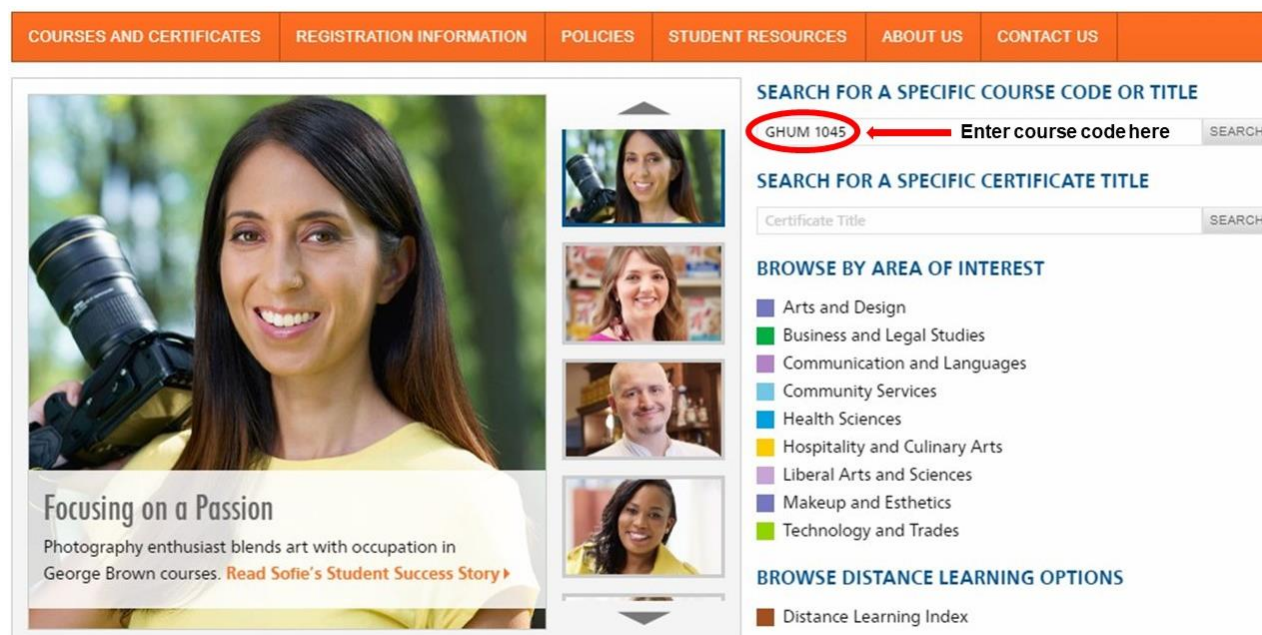 COURSES AND CERTIFICATES REGISTRATION INFORMATION POLICIES STUDENT RESOURCES ABOUT US CONTACT US
Focusing on a Passion
Photography enthusiast blends art with occupation in
George Brown courses. Read Sofie's Student Success Story
SEARCH FOR A SPECIFIC COURSE CODE OR TITLE
GHUM 1045 Enter course code here SEARCH
SEARCH FOR A SPECIFIC CERTIFICATE TITLE
Certificate Title SEARCH
BROWSE BY AREA OF INTEREST
Arts and Design
Business and Legal Studies
Communication and Languages
Community Services
Health Sciences
Hospitality and Culinary Arts
Liberal Arts and Sciences
Makeup and Esthetics
Technology and Trades
BROWSE DISTANCE LEARNING OPTIONS
Distance Learning Index